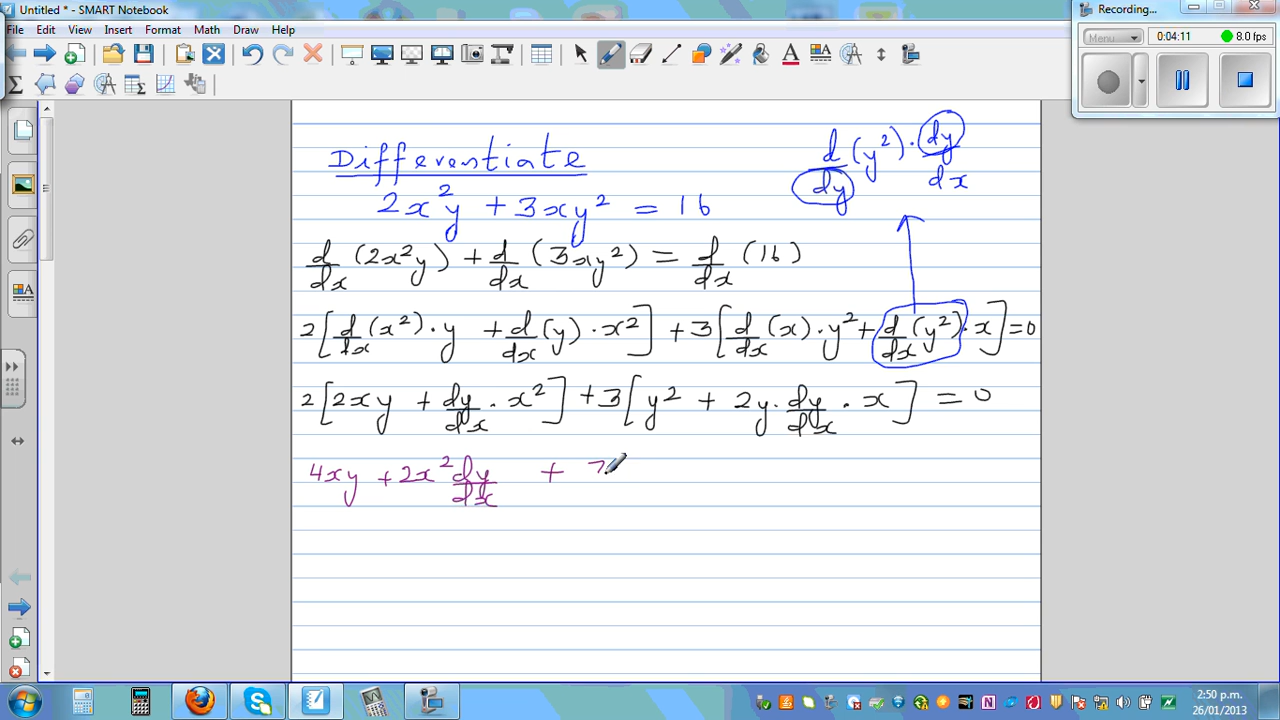 Untitled * - SMART Notebook
File Edit View Insert Format Math Draw Help
Recording...
Menu
0:04:11
8.0 fps
Differentiate
d/dy (y²) · dy/dx
2x²y + 3xy² = 16
d/dx (2x²y) + d/dx (3xy²) = d/dx (16)
2[d/dx (x²) · y + d/dx (y) · x²] + 3[d/dx (x) · y² + d/dx (y²) · x] = 0
2[2xy + dy/dx · x²] + 3[y² + 2y · dy/dx · x] = 0
4xy + 2x² dy/dx +
2:50 p.m.
26/01/2013